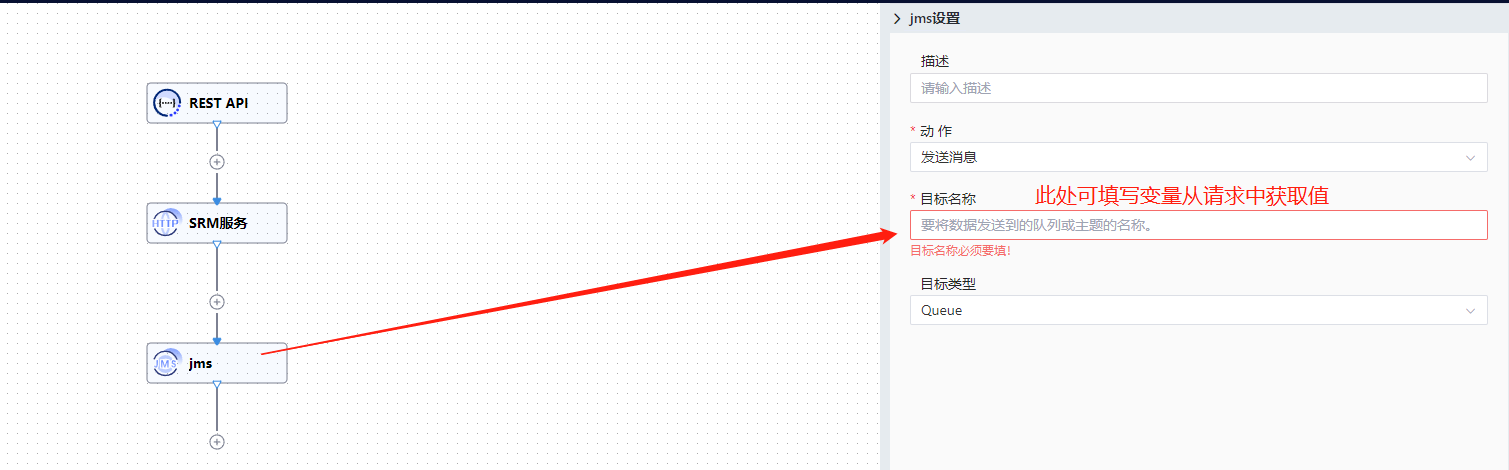 jms设置
描述
请输入描述
* 动 作
发送消息
* 目标名称
此处可填写变量从请求中获取值
要将数据发送到的队列或主题的名称。
目标名称必须要填!
目标类型
Queue
{····} REST API
HTTP SRM服务
JMS jms